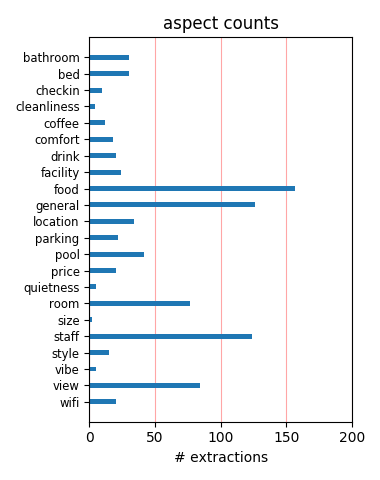 aspect counts
bathroom
bed
checkin
cleanliness
coffee
comfort
drink
facility
food
general
location
parking
pool
price
quietness
room
size
staff
style
vibe
view
wifi
0 50 100 150 200
# extractions